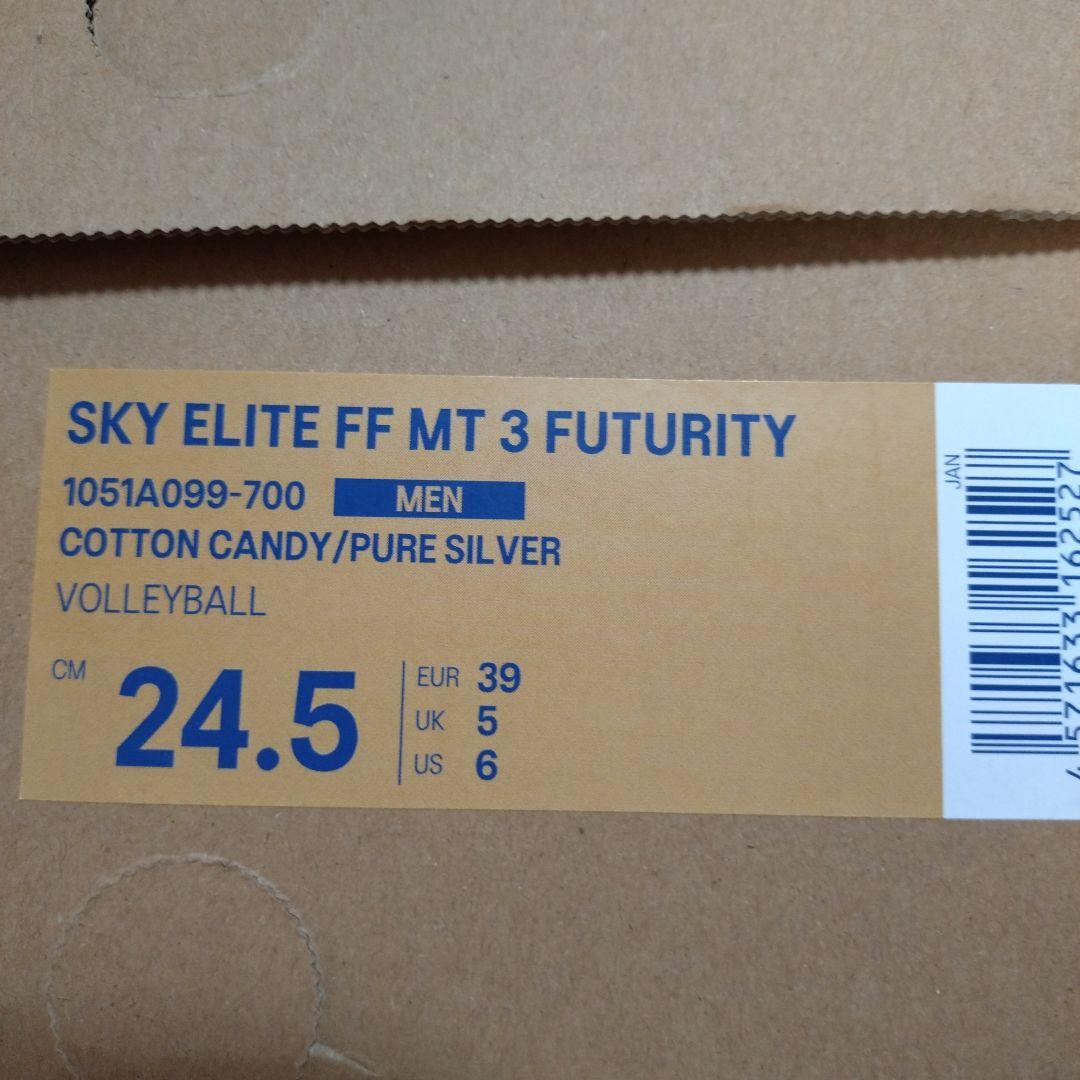 SKY ELITE FF MT 3 FUTURITY
1051A099-700 MEN
COTTON CANDY/PURE SILVER
VOLLEYBALL
CM 24.5
EUR 39
UK 5
US 6
JAN
4571633162527